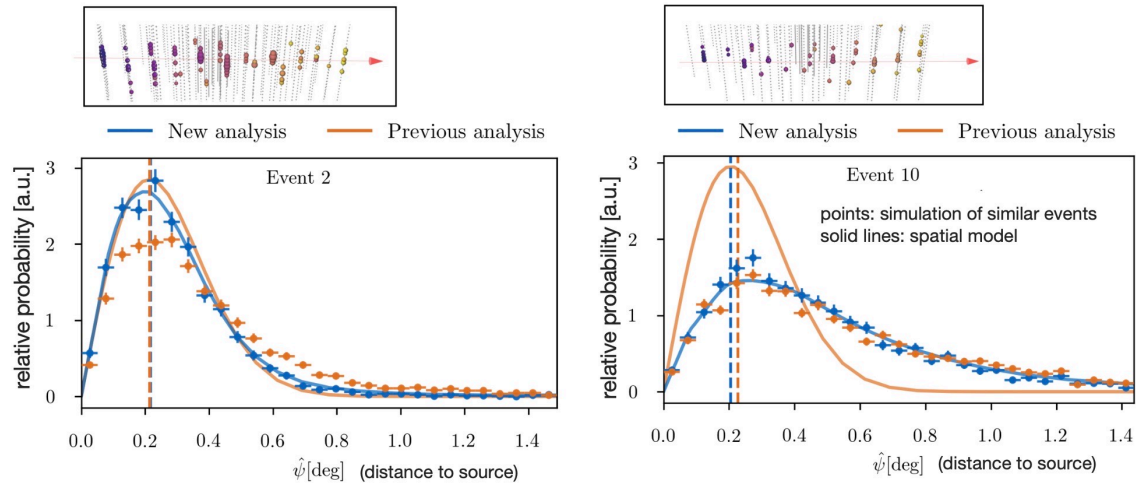 New analysis
Previous analysis
Event 2
3
2
1
0
relative probability [a.u.]
0.0 0.2 0.4 0.6 0.8 1.0 1.2 1.4
ψ̂[deg] (distance to source)
New analysis
Previous analysis
Event 10
points: simulation of similar events
solid lines: spatial model
3
2
1
0
relative probability [a.u.]
0.0 0.2 0.4 0.6 0.8 1.0 1.2 1.4
ψ̂[deg] (distance to source)